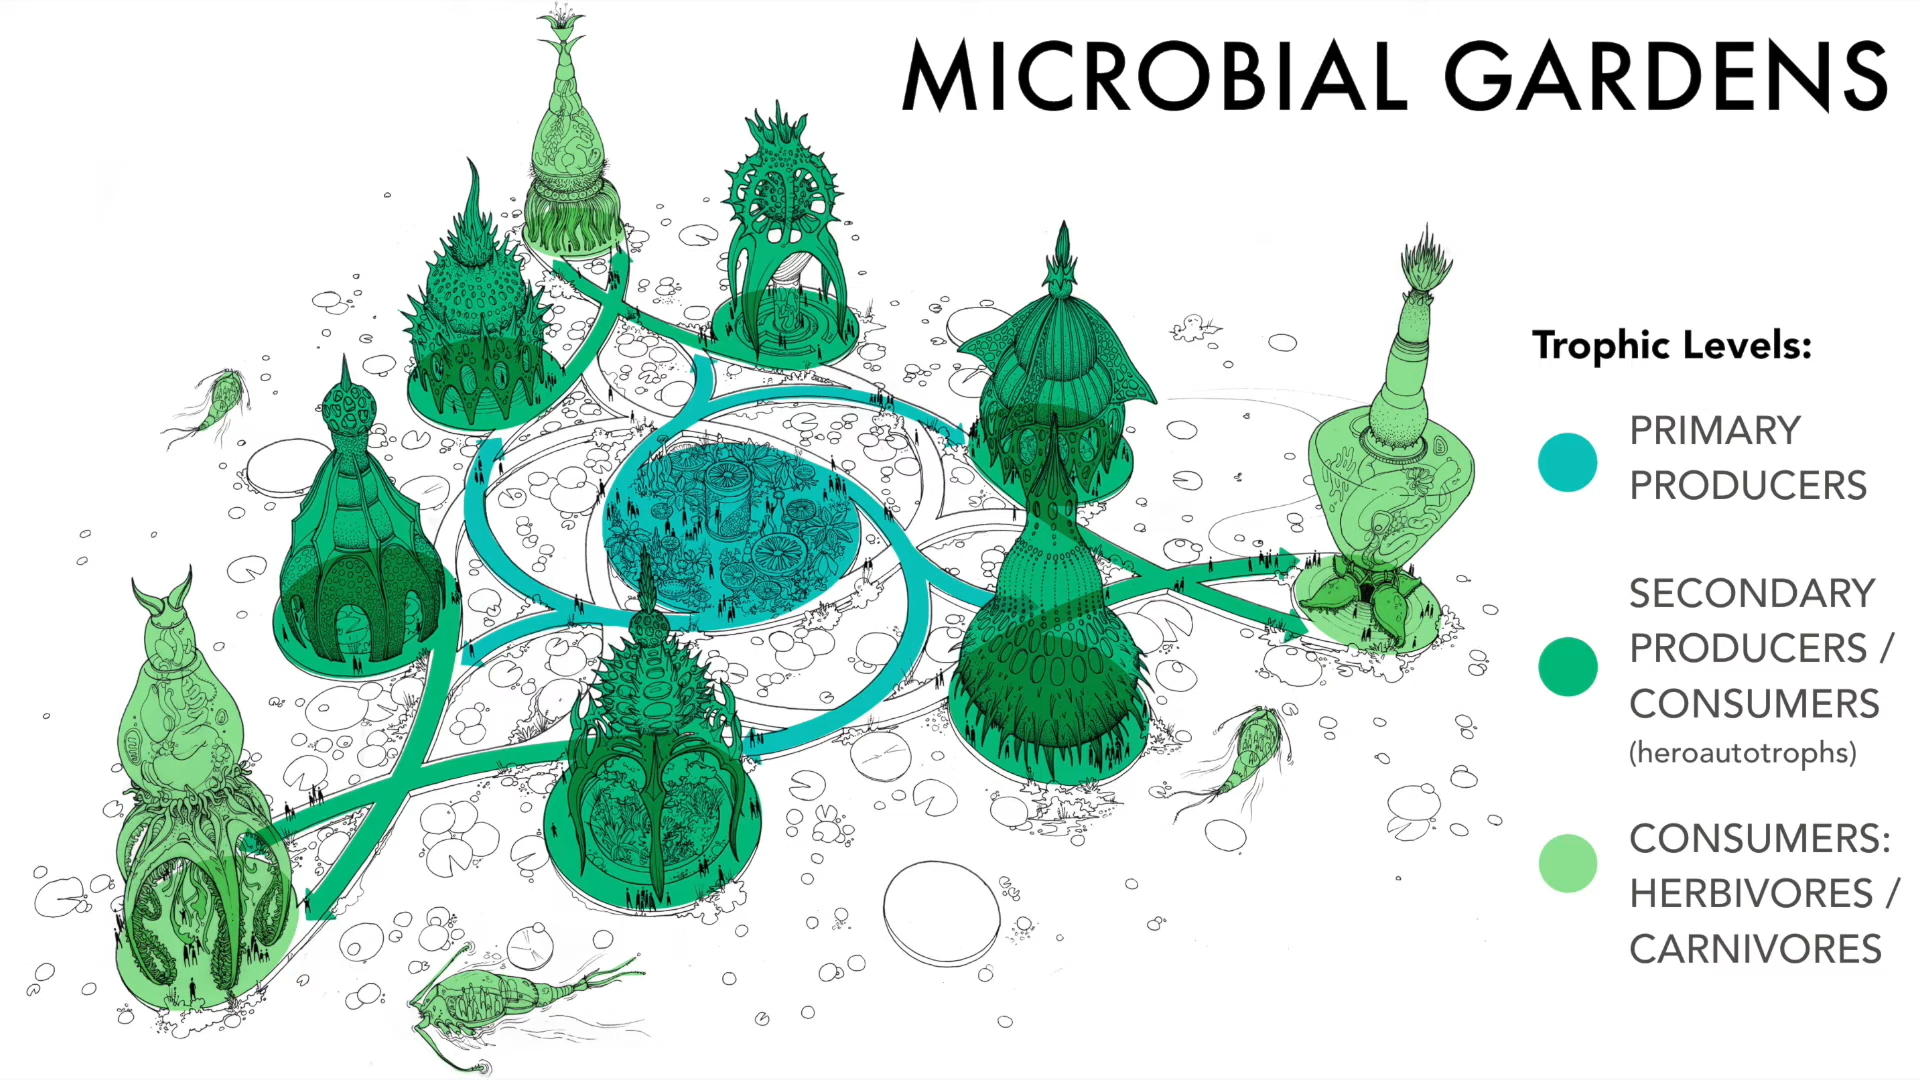 MICROBIAL GARDENS
Trophic Levels:
PRIMARY
PRODUCERS
SECONDARY
PRODUCERS /
CONSUMERS
(heroautotrophs)
CONSUMERS:
HERBIVORES /
CARNIVORES